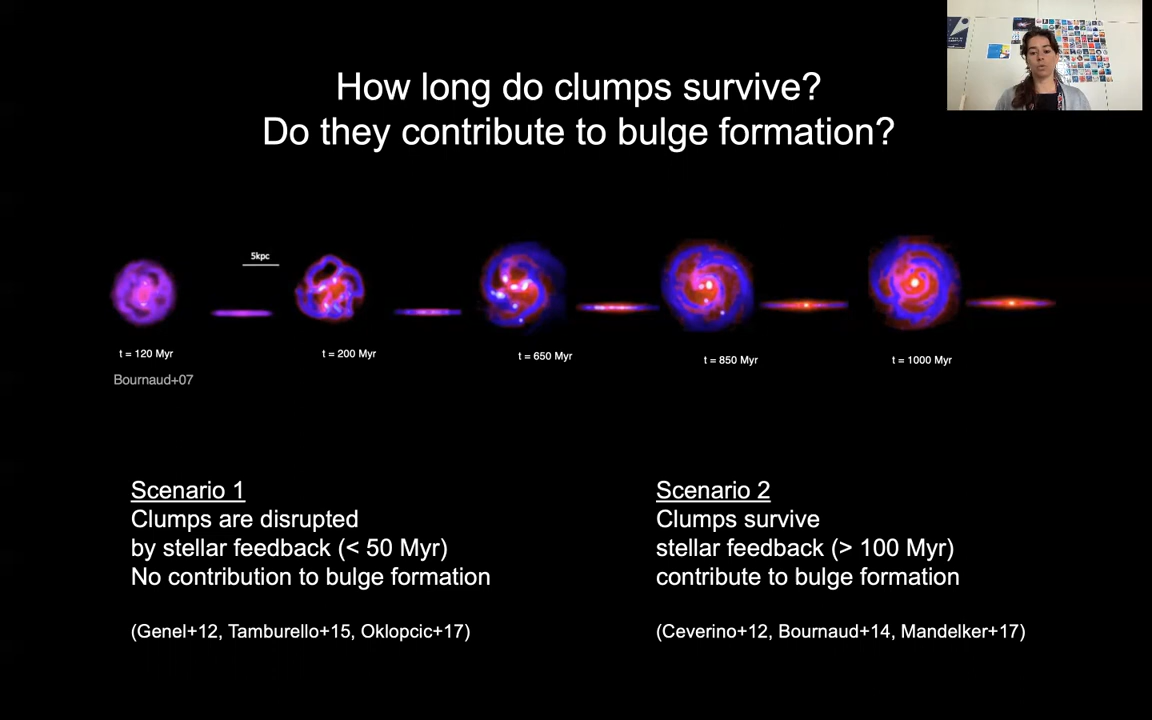 How long do clumps survive?
Do they contribute to bulge formation?
5kpc
t = 120 Myr
t = 200 Myr
t = 650 Myr
t = 850 Myr
t = 1000 Myr
Bournaud+07
Scenario 1
Clumps are disrupted
by stellar feedback (< 50 Myr)
No contribution to bulge formation
(Genel+12, Tamburello+15, Oklopcic+17)
Scenario 2
Clumps survive
stellar feedback (> 100 Myr)
contribute to bulge formation
(Ceverino+12, Bournaud+14, Mandelker+17)